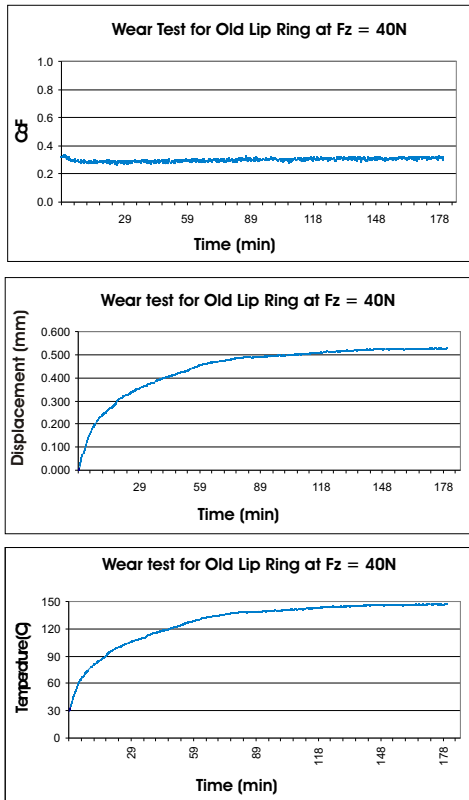 Wear Test for Old Lip Ring at Fz = 40N
1.0
0.8
0.6
0.4
0.2
0.0
CoF
29 59 89 118 148 178
Time (min)
Wear test for Old Lip Ring at Fz = 40N
0.600
0.500
0.400
0.300
0.200
0.100
0.000
Displacement (mm)
29 59 89 118 148 178
Time (min)
Wear test for Old Lip Ring at Fz = 40N
150
120
90
60
30
0
Temperature(C)
29 59 89 118 148 178
Time (min)